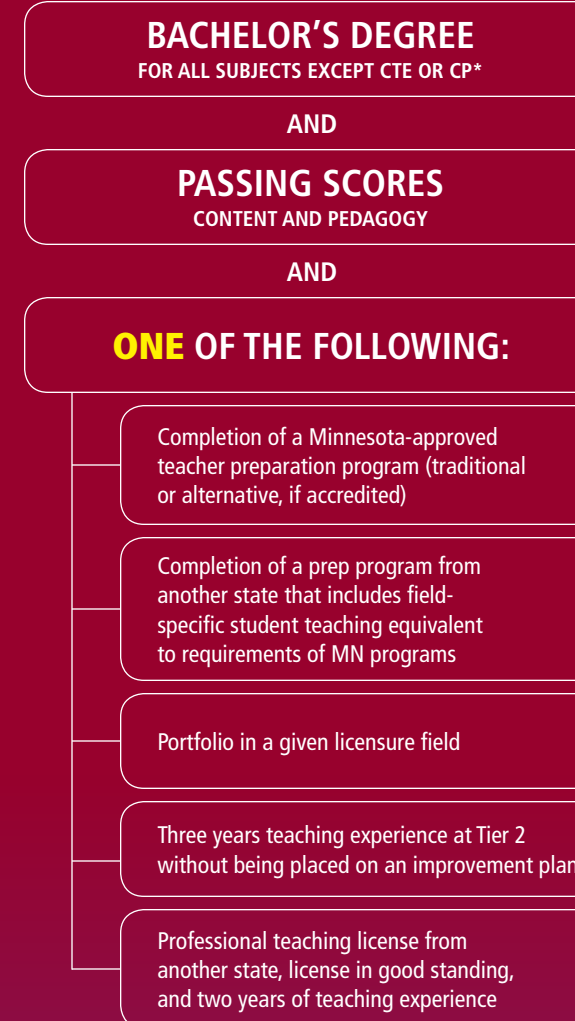 BACHELOR’S DEGREE
FOR ALL SUBJECTS EXCEPT CTE OR CP*
AND
PASSING SCORES
CONTENT AND PEDAGOGY
AND
ONE OF THE FOLLOWING:
Completion of a Minnesota-approved
teacher preparation program (traditional
or alternative, if accredited)
Completion of a prep program from
another state that includes field-
specific student teaching equivalent
to requirements of MN programs
Portfolio in a given licensure field
Three years teaching experience at Tier 2
without being placed on an improvement plan
Professional teaching license from
another state, license in good standing,
and two years of teaching experience